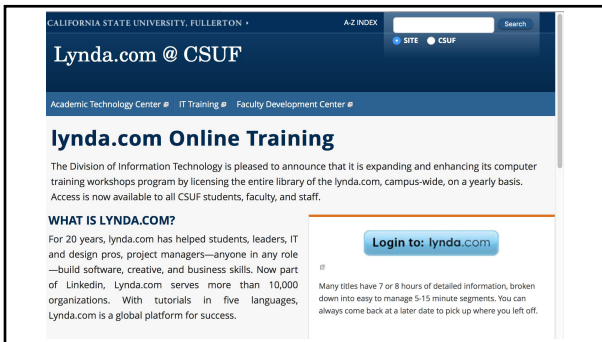 CALIFORNIA STATE UNIVERSITY, FULLERTON
A-Z INDEX
Search
SITE CSUF
Lynda.com @ CSUF
Academic Technology Center IT Training Faculty Development Center
lynda.com Online Training
The Division of Information Technology is pleased to announce that it is expanding and enhancing its computer
training workshops program by licensing the entire library of the lynda.com, campus-wide, on a yearly basis.
Access is now available to all CSUF students, faculty, and staff.
WHAT IS LYNDA.COM?
For 20 years, lynda.com has helped students, leaders, IT
and design pros, project managers—anyone in any role
—build software, creative, and business skills. Now part
of Linkedin, Lynda.com serves more than 10,000
organizations. With tutorials in five languages,
Lynda.com is a global platform for success.
Login to: lynda.com
Many titles have 7 or 8 hours of detailed information, broken
down into easy to manage 5-15 minute segments. You can
always come back at a later date to pick up where you left off.